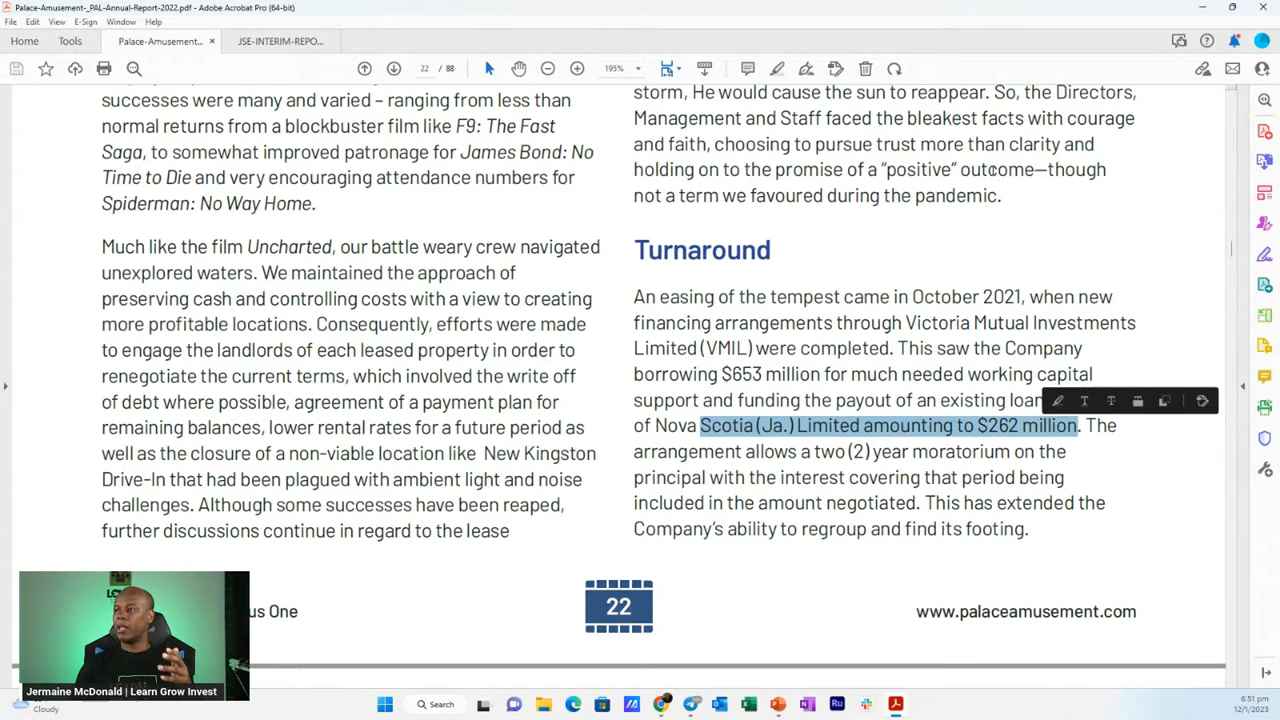 Palace-Amusement-_PAL-Annual-Report-2022.pdf - Adobe Acrobat Pro (64-bit)
File Edit View E-Sign Window Help
Home Tools Palace-Amusement... × JSE-INTERIM-REPO...
22 / 88 195%
successes were many and varied – ranging from less than
normal returns from a blockbuster film like F9: The Fast
Saga, to somewhat improved patronage for James Bond: No
Time to Die and very encouraging attendance numbers for
Spiderman: No Way Home.
Much like the film Uncharted, our battle weary crew navigated
unexplored waters. We maintained the approach of
preserving cash and controlling costs with a view to creating
more profitable locations. Consequently, efforts were made
to engage the landlords of each leased property in order to
renegotiate the current terms, which involved the write off
of debt where possible, agreement of a payment plan for
remaining balances, lower rental rates for a future period as
well as the closure of a non-viable location like New Kingston
Drive-In that had been plagued with ambient light and noise
challenges. Although some successes have been reaped,
further discussions continue in regard to the lease
storm, He would cause the sun to reappear. So, the Directors,
Management and Staff faced the bleakest facts with courage
and faith, choosing to pursue trust more than clarity and
holding on to the promise of a “positive” outcome—though
not a term we favoured during the pandemic.
Turnaround
An easing of the tempest came in October 2021, when new
financing arrangements through Victoria Mutual Investments
Limited (VMIL) were completed. This saw the Company
borrowing $653 million for much needed working capital
support and funding the payout of an existing loan
of Nova Scotia (Ja.) Limited amounting to $262 million. The
arrangement allows a two (2) year moratorium on the
principal with the interest covering that period being
included in the amount negotiated. This has extended the
Company’s ability to regroup and find its footing.
us One
22
www.palaceamusement.com
Jermaine McDonald | Learn Grow Invest
Cloudy
Search
Ru
6:51 pm
12/1/2023